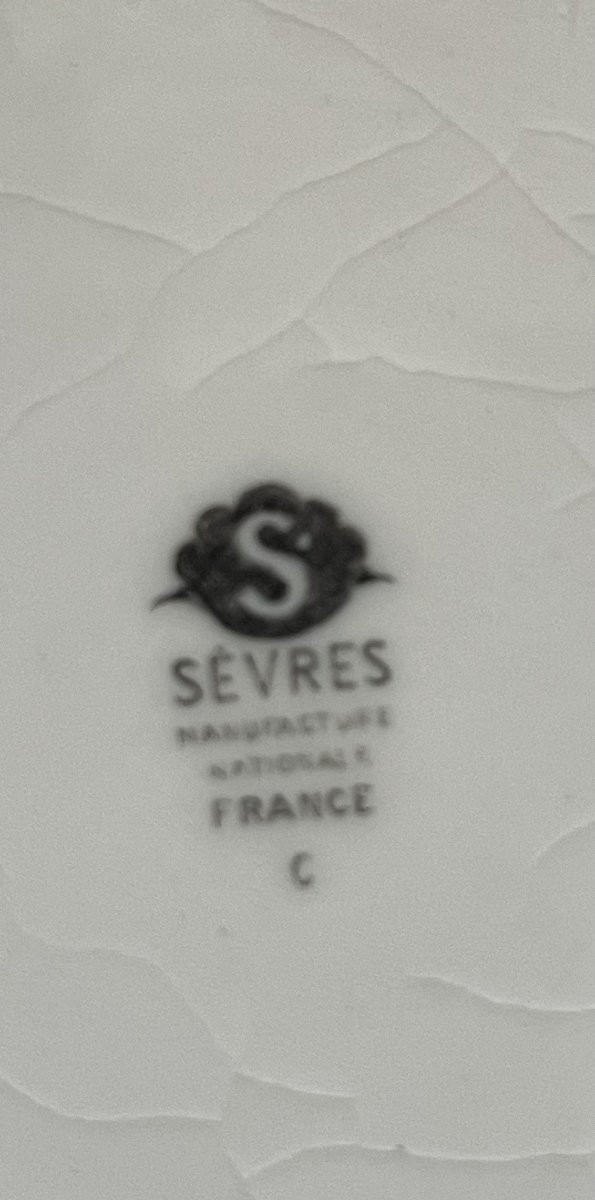 S
SÈVRES
MANUFACTURE
NATIONALE
FRANCE
C